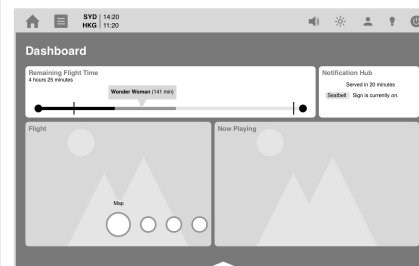 SYD | 14:20
HKG | 11:20
Dashboard
Remaining Flight Time
4 hours 25 minutes
Wonder Woman (141 min)
Notification Hub
Served in 20 minutes
Seatbelt Sign is currently on.
Flight
Map
Now Playing